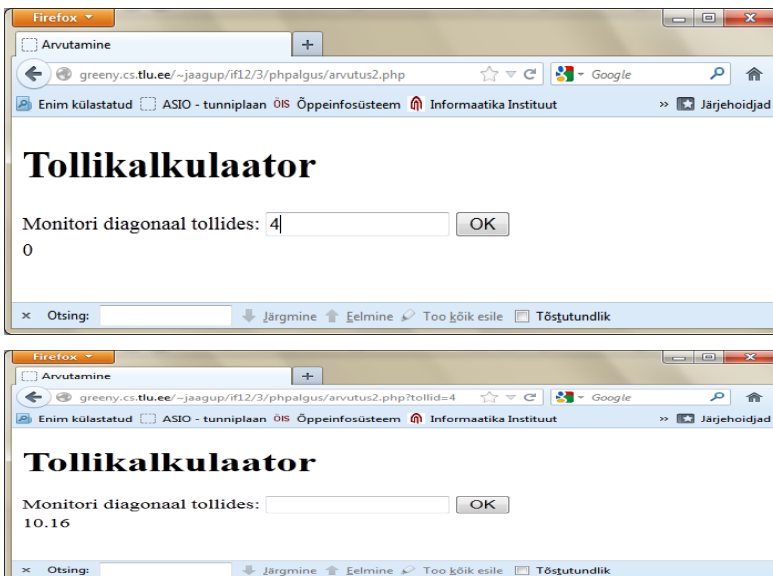 Firefox
Arvutamine +
greeny.cs.tlu.ee/~jaagup/if12/3/phpalgus/arvutus2.php Google
Enim külastatud ASIO - tunniplaan ÕIS Õppeinfosüsteem Informaatika Instituut » Järjehoidjad
Tollikalkulaator
Monitori diagonaal tollides: 4 OK
0
× Otsing: Järgmine Eelmine Too kõik esile Tõstutundlik
Firefox
Arvutamine +
greeny.cs.tlu.ee/~jaagup/if12/3/phpalgus/arvutus2.php?tollid=4 Google
Enim külastatud ASIO - tunniplaan ÕIS Õppeinfosüsteem Informaatika Instituut » Järjehoidjad
Tollikalkulaator
Monitori diagonaal tollides: OK
10.16
× Otsing: Järgmine Eelmine Too kõik esile Tõstutundlik